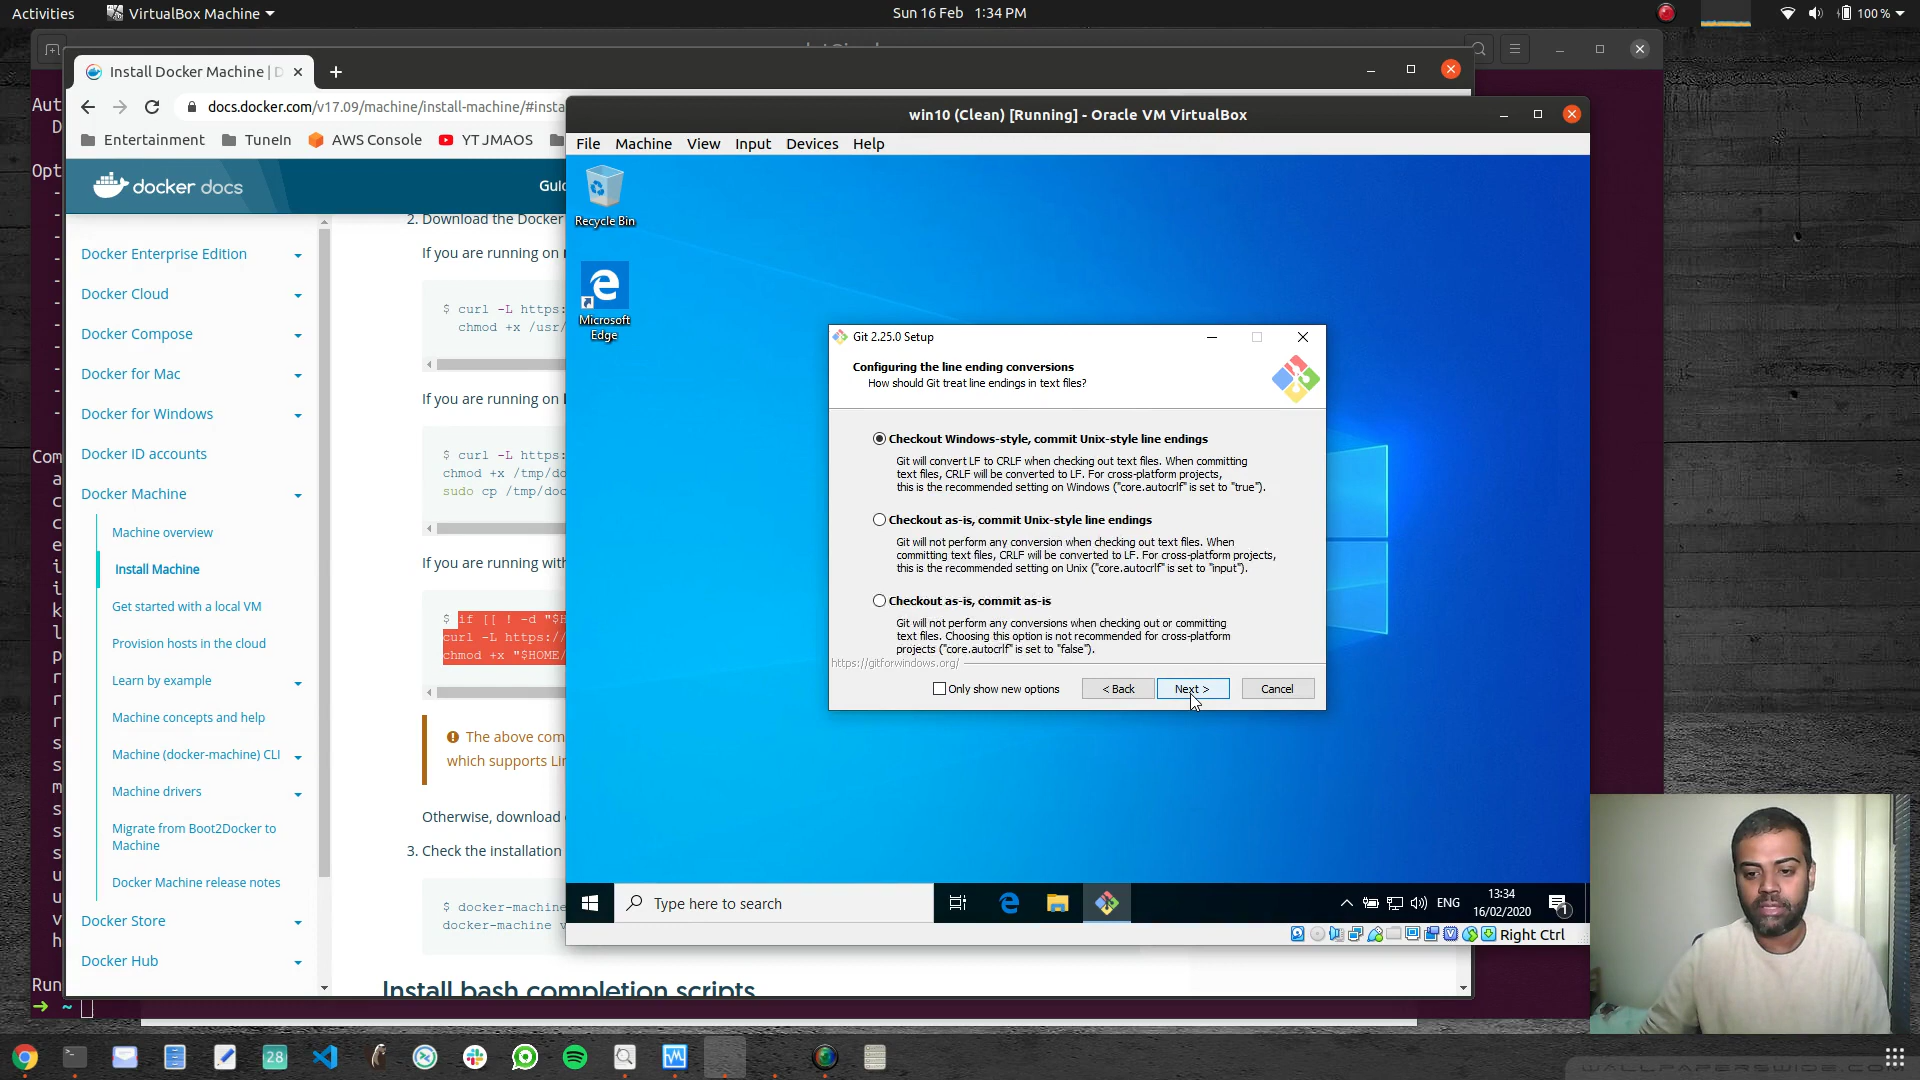 Activities
VirtualBox Machine
Sun 16 Feb 1:34 PM
100 %
Install Docker Machine | D
docs.docker.com/v17.09/machine/install-machine/#insta
Entertainment
TuneIn
AWS Console
YT JMAOS
docker docs
Aut
D
Opt
Com
Run
~
Docker Enterprise Edition
Docker Cloud
Docker Compose
Docker for Mac
Docker for Windows
Docker ID accounts
Docker Machine
Machine overview
Install Machine
Get started with a local VM
Provision hosts in the cloud
Learn by example
Machine concepts and help
Machine (docker-machine) CLI
Machine drivers
Migrate from Boot2Docker to
Machine
Docker Machine release notes
Docker Store
Docker Hub
2. Download the Docker
If you are running on
$ curl -L https:
chmod +x /usr/
If you are running on
$ curl -L https:
chmod +x /tmp/do
sudo cp /tmp/doc
If you are running with
$ if [[ ! -d "$H
curl -L https://
chmod +x "$HOME/
The above com
which supports Lin
Otherwise, download
3. Check the installation
$ docker-machine
docker-machine v
Install bash completion scripts
win10 (Clean) [Running] - Oracle VM VirtualBox
File Machine View Input Devices Help
Recycle Bin
Microsoft
Edge
Git 2.25.0 Setup
Configuring the line ending conversions
How should Git treat line endings in text files?
Checkout Windows-style, commit Unix-style line endings
Git will convert LF to CRLF when checking out text files. When committing
text files, CRLF will be converted to LF. For cross-platform projects,
this is the recommended setting on Windows ("core.autocrlf" is set to "true").
Checkout as-is, commit Unix-style line endings
Git will not perform any conversion when checking out text files. When
committing text files, CRLF will be converted to LF. For cross-platform projects,
this is the recommended setting on Unix ("core.autocrlf" is set to "input").
Checkout as-is, commit as-is
Git will not perform any conversions when checking out or committing
text files. Choosing this option is not recommended for cross-platform
projects ("core.autocrlf" is set to "false").
https://gitforwindows.org/
Only show new options
< Back
Next >
Cancel
Type here to search
ENG
13:34
16/02/2020
1
Right Ctrl
28
WALLPAPERSWIDE.COM